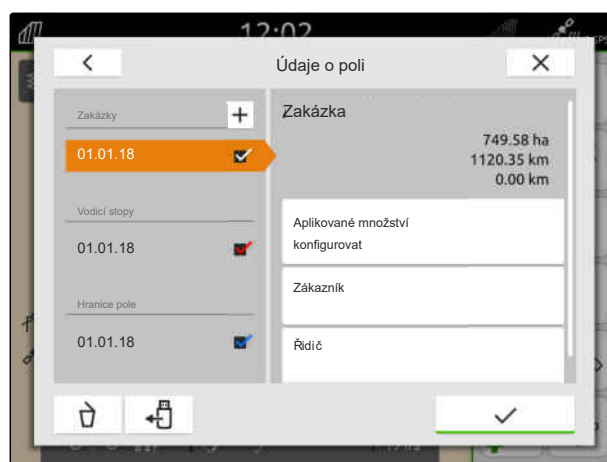 12:02
GPS
Údaje o poli
Zakázky
01.01.18
Vodicí stopy
01.01.18
Hranice pole
01.01.18
Zakázka
749.58 ha
1120.35 km
0.00 km
Aplikované množství
konfigurovat
Zákazník
Řidič